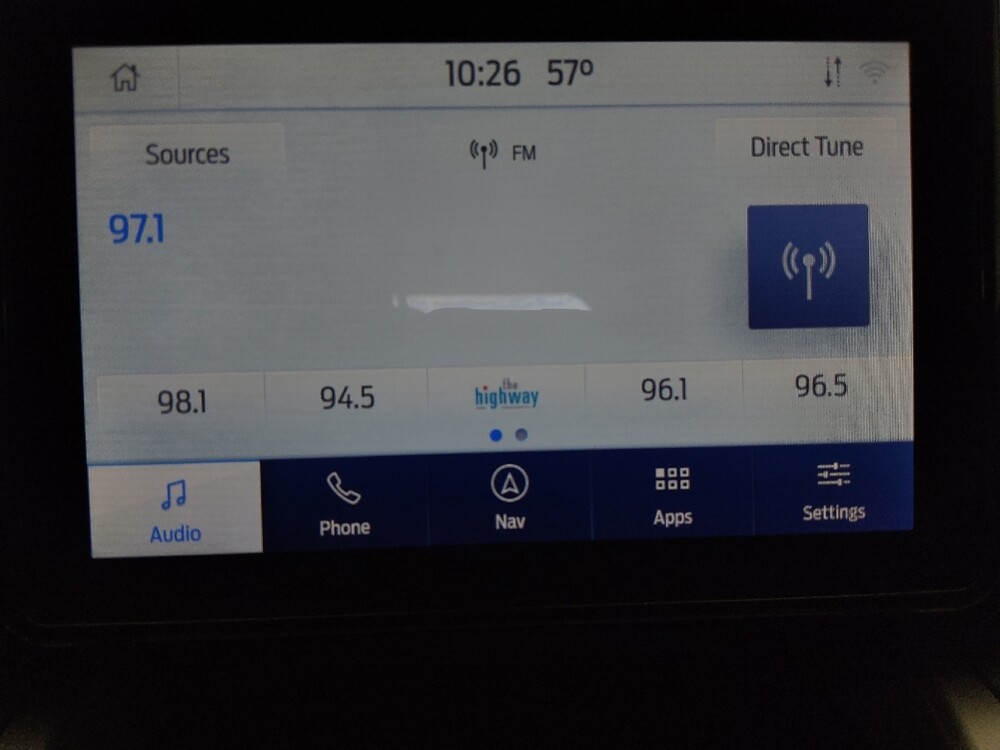 10:26 57°
Sources FM Direct Tune
97.1
98.1 94.5 the highway 96.1 96.5
Audio Phone Nav Apps Settings